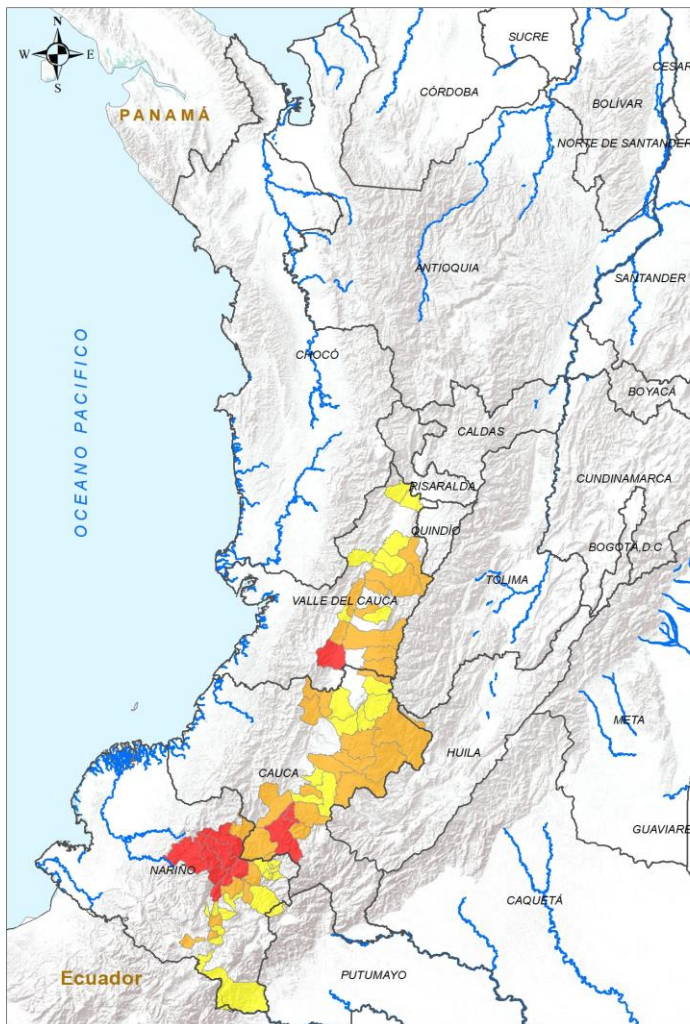 N
W
E
S
SUCRE
CESAR
CÓRDOBA
BOLÍVAR
PANAMÁ
NORTE DE SANTANDER
ANTIOQUIA
SANTANDER
OCEANO PACIFICO
CHOCÓ
BOYACÁ
CALDAS
CUNDINAMARCA
RISARALDA
QUINDÍO
BOGOTÁ, D.C
TOLIMA
VALLE DEL CAUCA
META
HUILA
CAUCA
GUAVIARE
NARIÑO
CAQUETÁ
Ecuador
PUTUMAYO